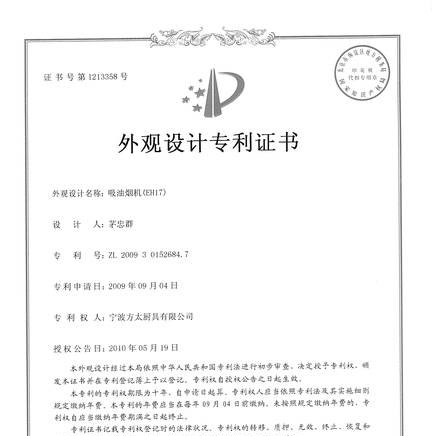 证书号第1213358号
印花税
代扣专用章
外观设计专利证书
外观设计名称：吸油烟机(EH17)
设 计 人：茅忠群
专 利 号：ZL 2009 3 0152684.7
专利申请日：2009年09月04日
专 利 权 人：宁波方太厨具有限公司
授权公告日：2010年05月19日
本外观设计经过本局依照中华人民共和国专利法进行初步审查，决定授予专利权，颁
发本证书并在专利登记簿上予以登记。专利权自授权公告之日起生效。
本专利的专利权期限为十年，自申请日起算。专利权人应当依照专利法及其实施细则
规定缴纳年费。本专利的年费应当在每年09月04日前缴纳。未按照规定缴纳年费的，专
利权自应当缴纳年费期满之日起终止。
专利证书记载专利权登记时的法律状况。专利权的转移、质押、无效、终止、恢复和